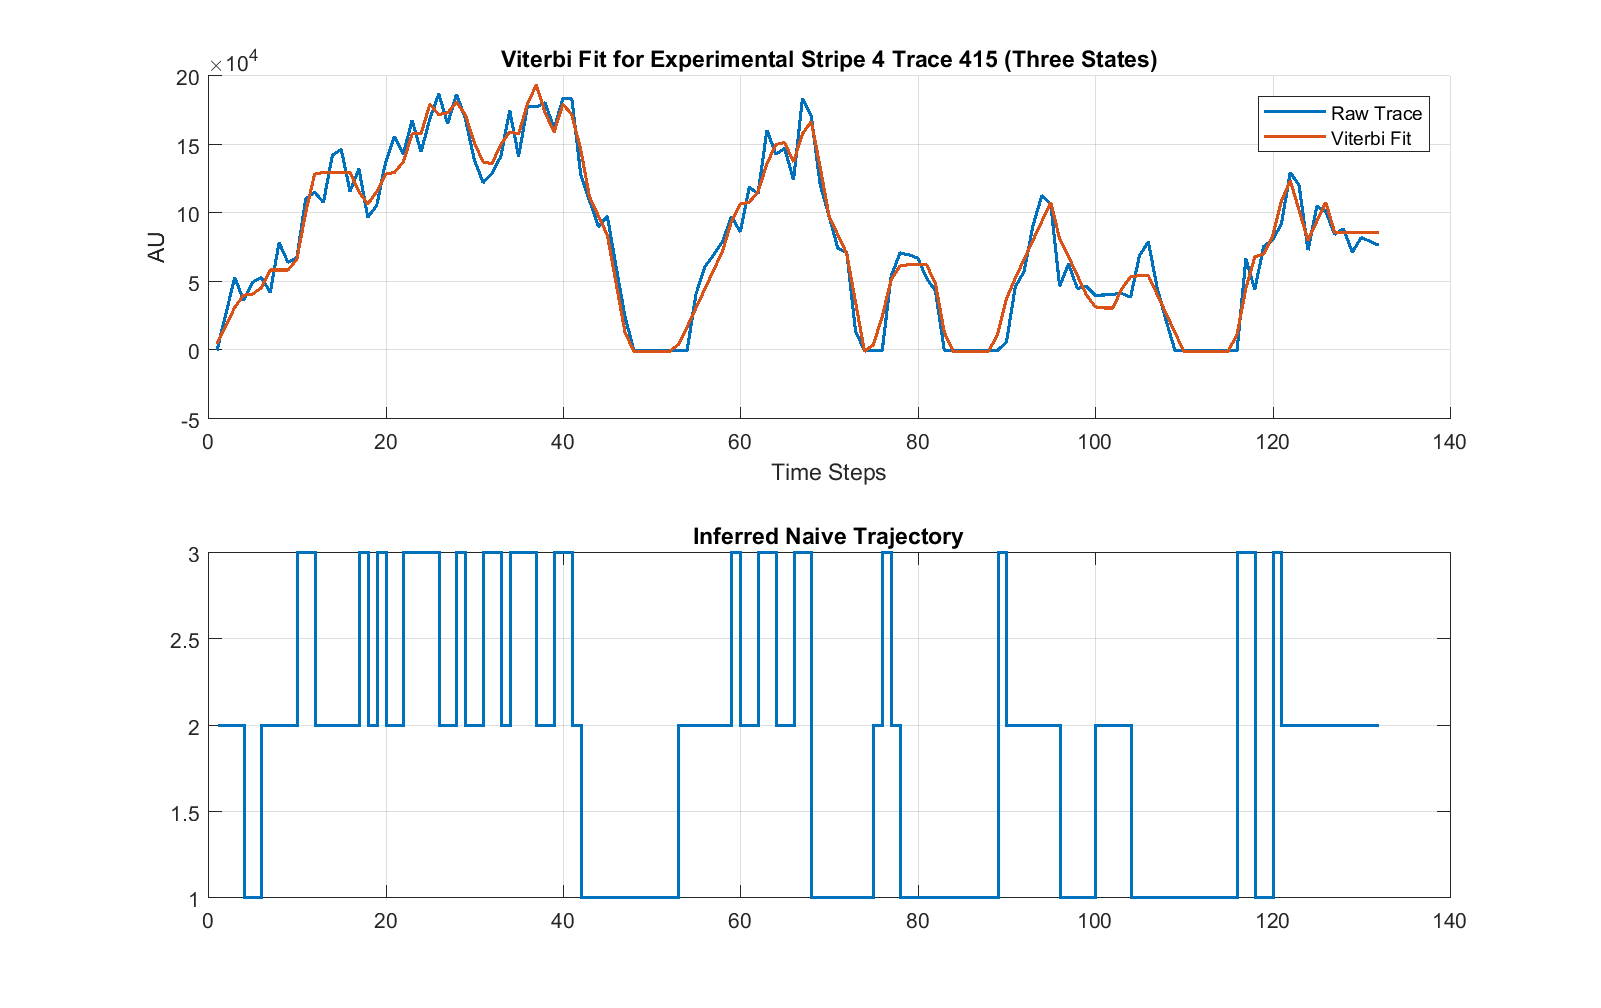 Viterbi Fit for Experimental Stripe 4 Trace 415 (Three States)
×10⁴
20
15
10
5
0
-5
AU
0 20 40 60 80 100 120 140
Time Steps
Raw Trace
Viterbi Fit
Inferred Naive Trajectory
3
2.5
2
1.5
1
0 20 40 60 80 100 120 140